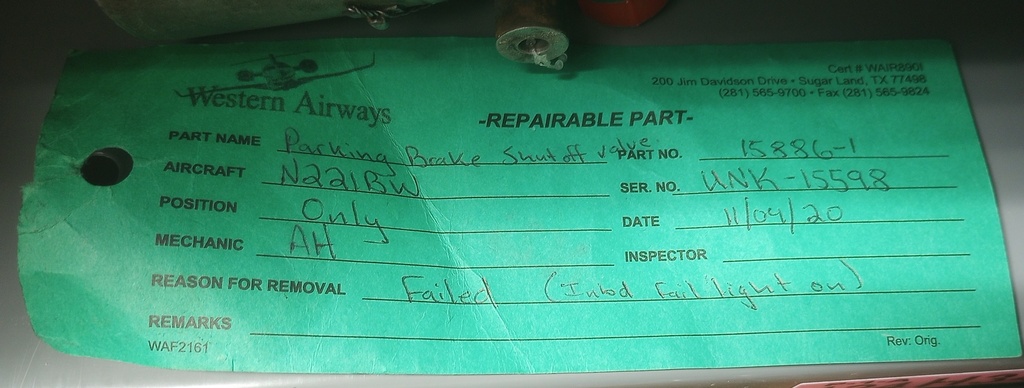 Western Airways
Cert # WAIR890I
200 Jim Davidson Drive • Sugar Land, TX 77498
(281) 565-9700 • Fax (281) 565-9824
-REPAIRABLE PART-
PART NAME Parking Brake Shut off valve PART NO. 15886-1
AIRCRAFT N221BW SER. NO. UNK-15598
POSITION Only DATE 11/09/20
MECHANIC AH INSPECTOR
REASON FOR REMOVAL Failed (Inbd Fail light on)
REMARKS
WAF2161 Rev: Orig.